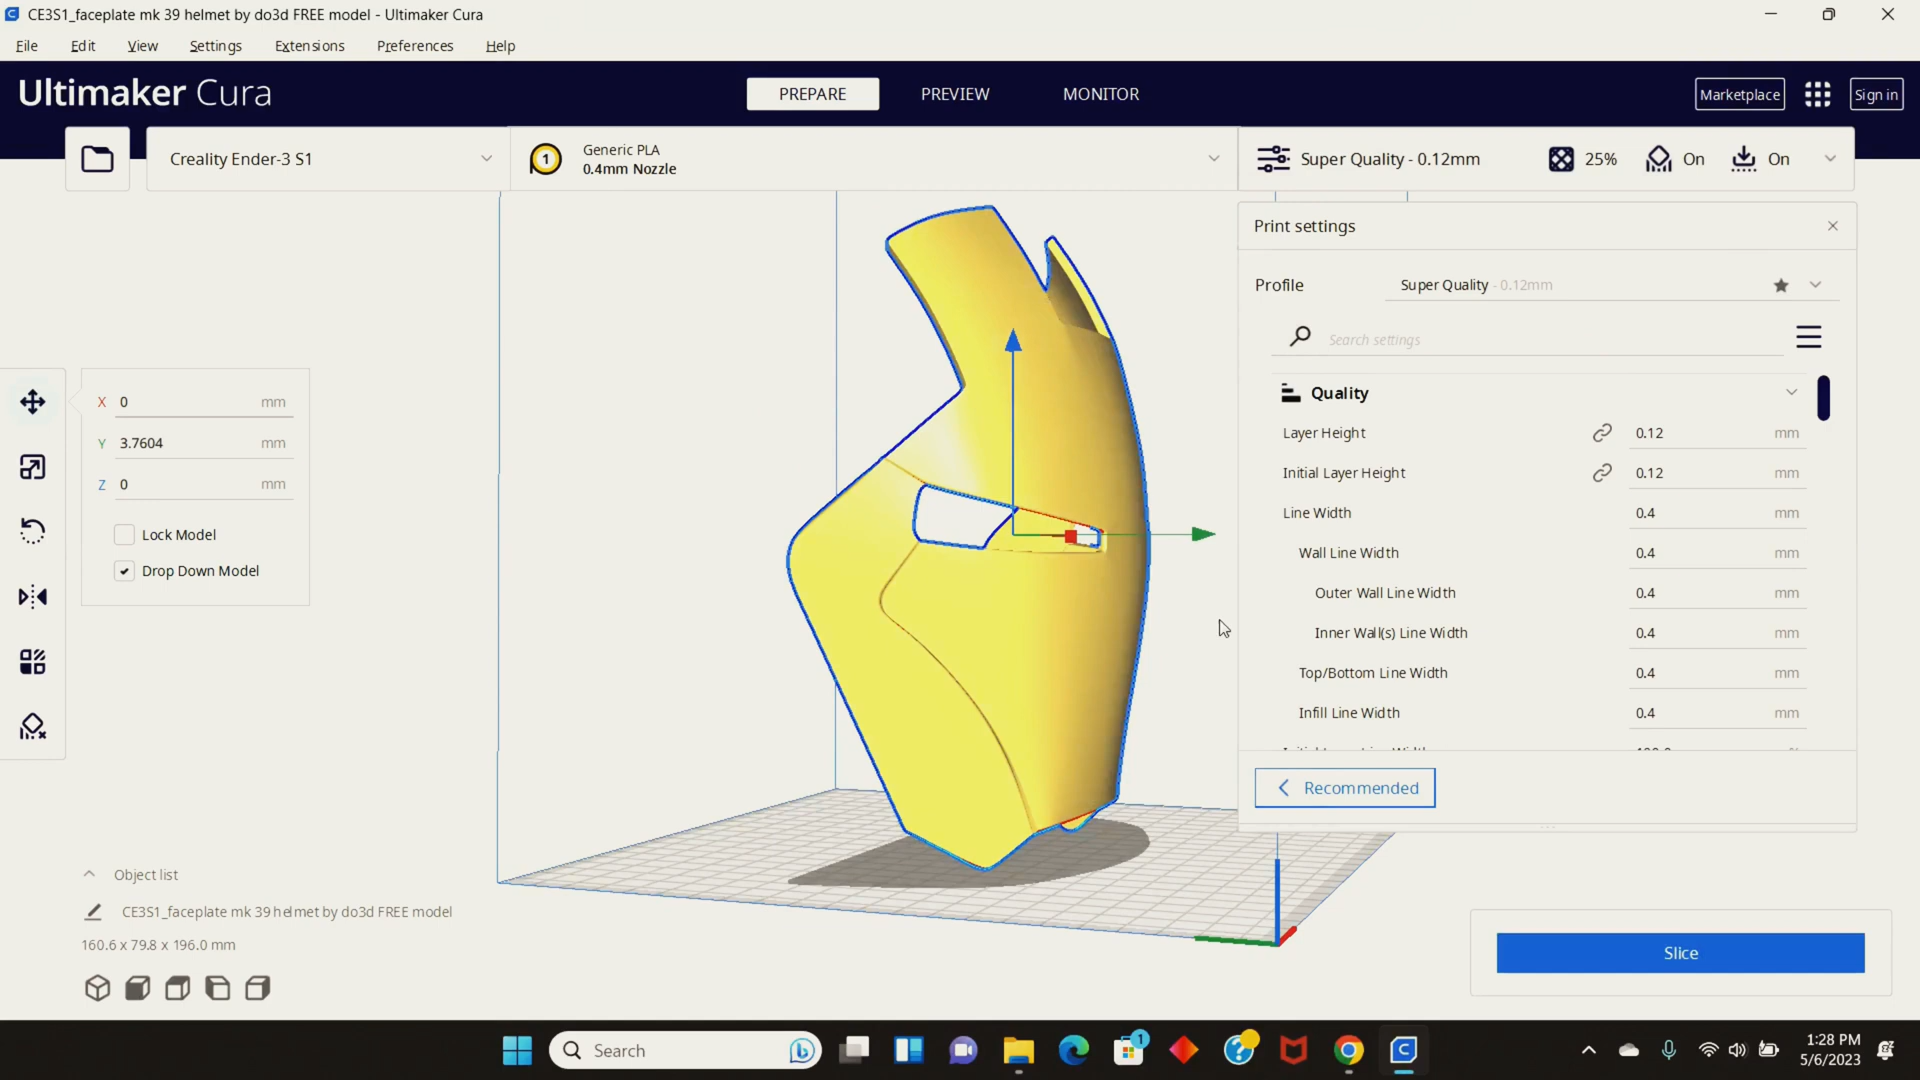 CE3S1_faceplate mk 39 helmet by do3d FREE model - Ultimaker Cura
File Edit View Settings Extensions Preferences Help
Ultimaker Cura
PREPARE PREVIEW MONITOR
Marketplace
Sign in
Creality Ender-3 S1
1
Generic PLA
0.4mm Nozzle
Super Quality - 0.12mm
25%
On
On
Print settings
Profile Super Quality - 0.12mm
Search settings
Quality
Layer Height 0.12 mm
Initial Layer Height 0.12 mm
Line Width 0.4 mm
Wall Line Width 0.4 mm
Outer Wall Line Width 0.4 mm
Inner Wall(s) Line Width 0.4 mm
Top/Bottom Line Width 0.4 mm
Infill Line Width 0.4 mm
Recommended
X 0 mm
Y 3.7604 mm
Z 0 mm
Lock Model
Drop Down Model
Object list
CE3S1_faceplate mk 39 helmet by do3d FREE model
160.6 x 79.8 x 196.0 mm
Slice
Search
1
1:28 PM
5/6/2023